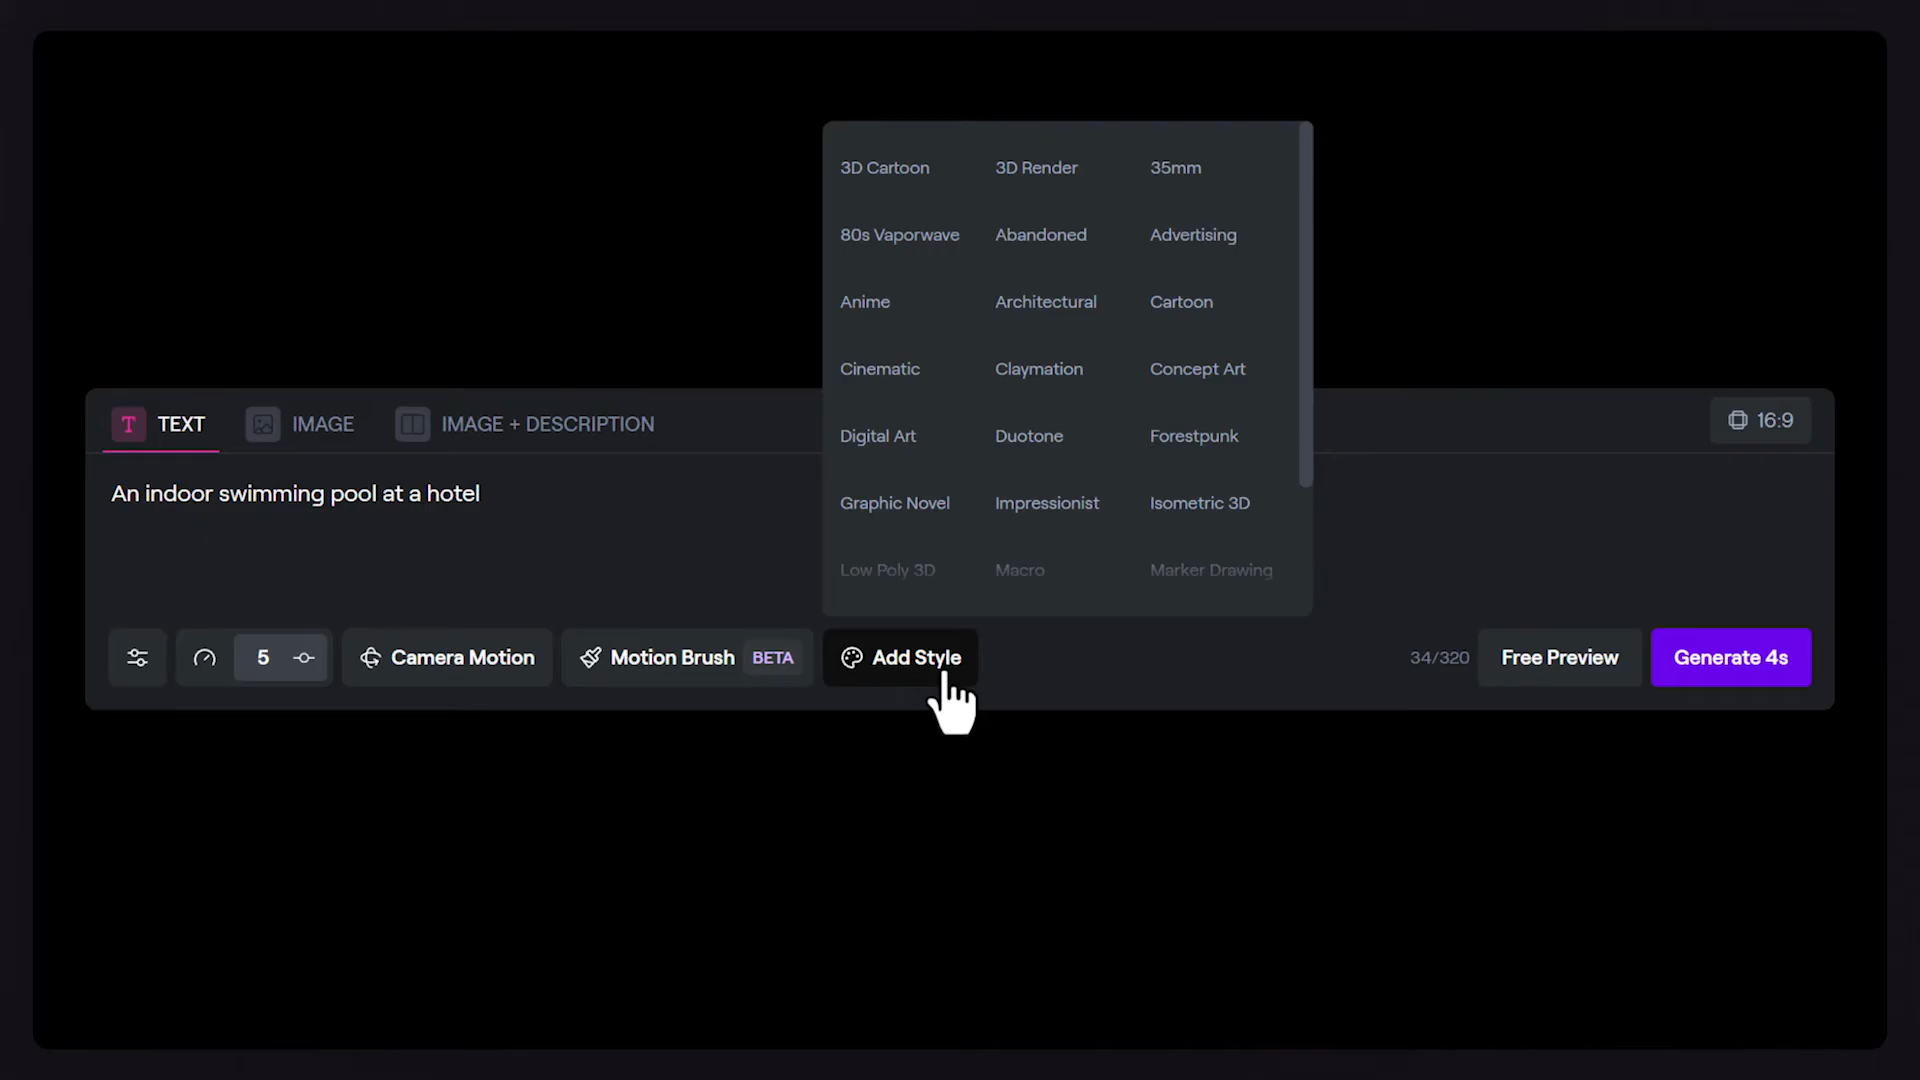 3D Cartoon 3D Render 35mm
80s Vaporwave Abandoned Advertising
Anime Architectural Cartoon
Cinematic Claymation Concept Art
Digital Art Duotone Forestpunk
Graphic Novel Impressionist Isometric 3D
Low Poly 3D Macro Marker Drawing
T TEXT IMAGE IMAGE + DESCRIPTION 16:9
An indoor swimming pool at a hotel
5 Camera Motion Motion Brush BETA Add Style 34/320 Free Preview Generate 4s